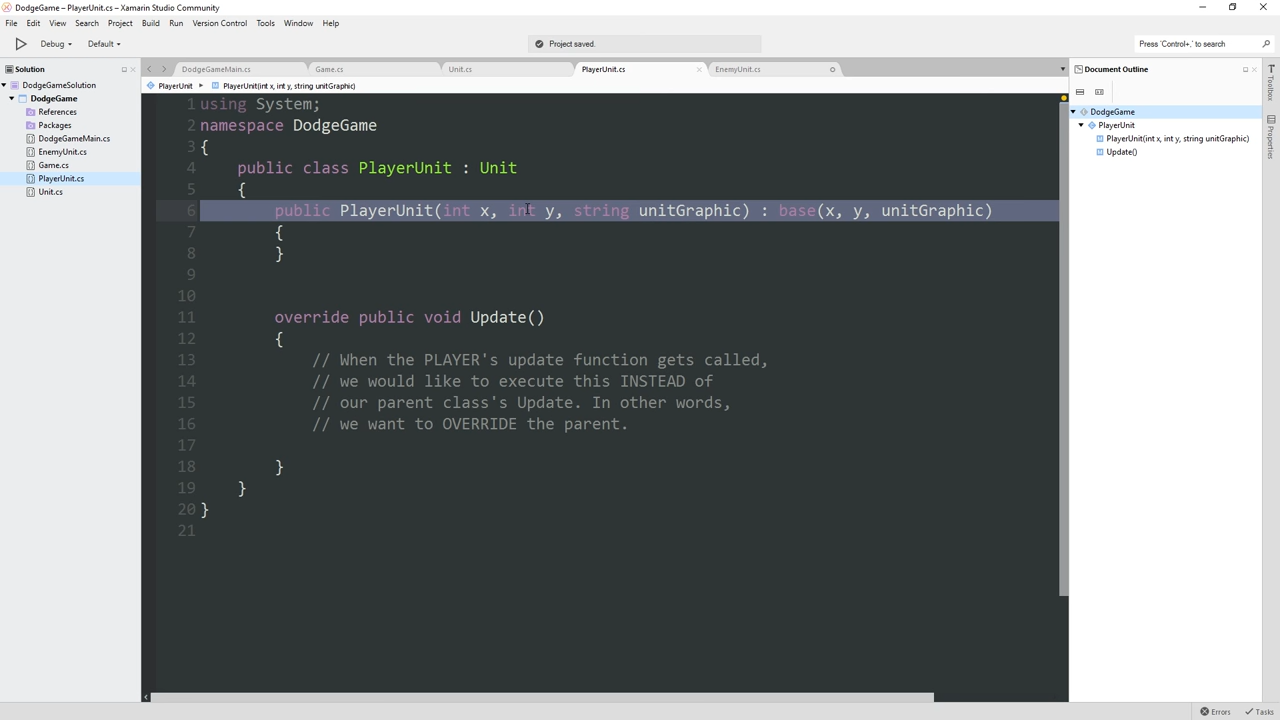 DodgeGame – PlayerUnit.cs – Xamarin Studio Community
File Edit View Search Project Build Run Version Control Tools Windows Help
Debug Default Project saved. Press 'Control+,' to search
Solution
DodgeGameSolution
DodgeGame
References
Packages
DodgeGameMain.cs
EnemyUnit.cs
Game.cs
PlayerUnit.cs
Unit.cs
DodgeGameMain.cs Game.cs Unit.cs PlayerUnit.cs EnemyUnit.cs
PlayerUnit PlayerUnit(int x, int y, string unitGraphic)
1 using System;
2 namespace DodgeGame
3 {
4 public class PlayerUnit : Unit
5 {
6 public PlayerUnit(int x, int y, string unitGraphic) : base(x, y, unitGraphic)
7 {
8 }
9
10
11 override public void Update()
12 {
13 // When the PLAYER's update function gets called,
14 // we would like to execute this INSTEAD of
15 // our parent class's Update. In other words,
16 // we want to OVERRIDE the parent.
17
18 }
19 }
20 }
21
Document Outline
DodgeGame
PlayerUnit
PlayerUnit(int x, int y, string unitGraphic)
Update()
Toolbox
Properties
Errors Tasks